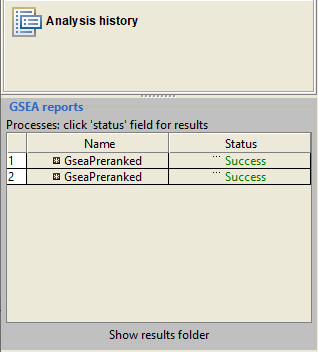 Analysis history
GSEA reports
Processes: click 'status' field for results
Name Status
1 GseaPreranked ... Success
2 GseaPreranked ... Success
Show results folder